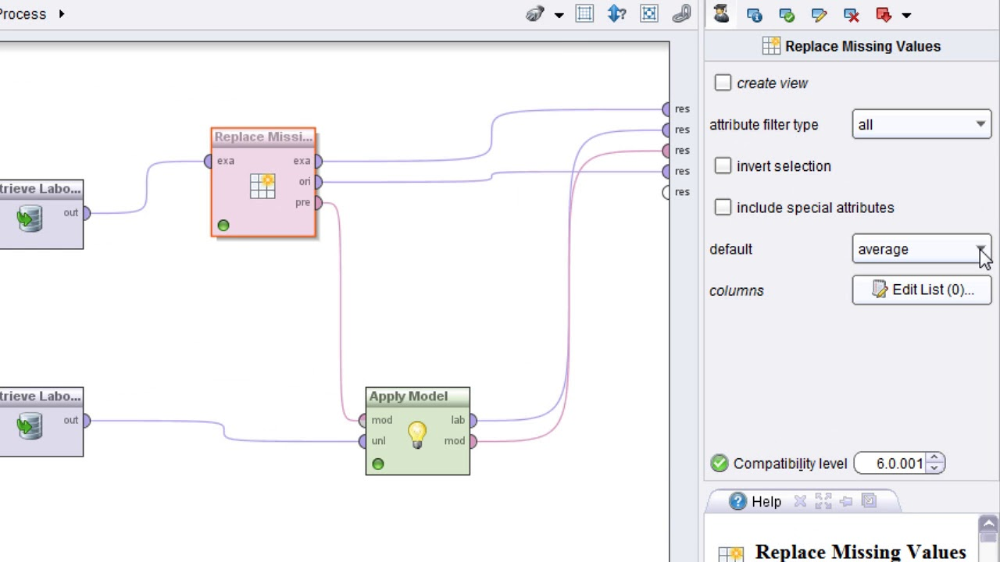 Process
Replace Missing Values
create view
attribute filter type all
invert selection
include special attributes
default average
columns Edit List (0)...
Compatibility level 6.0.001
Help
Replace Missing Values
res
res
res
res
res
Replace Missi...
exa exa
ori
pre
trieve Labo...
out
trieve Labo...
out
Apply Model
mod lab
unl mod